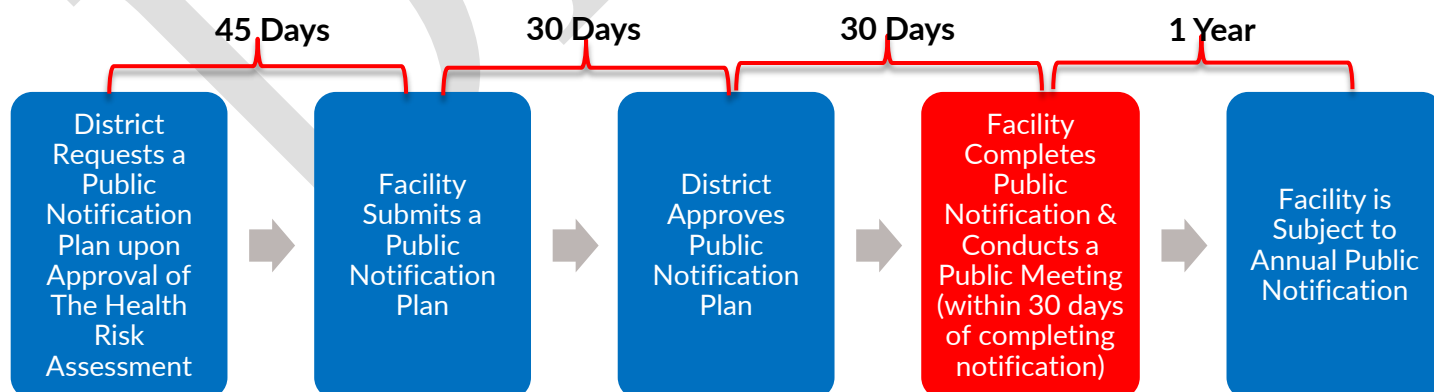 45 Days
30 Days
30 Days
1 Year
District
Requests a
Public
Notification
Plan upon
Approval of
The Health
Risk
Assessment
Facility
Submits a
Public
Notification
Plan
District
Approves
Public
Notification
Plan
Facility
Completes
Public
Notification &
Conducts a
Public Meeting
(within 30 days
of completing
notification)
Facility is
Subject to
Annual Public
Notification